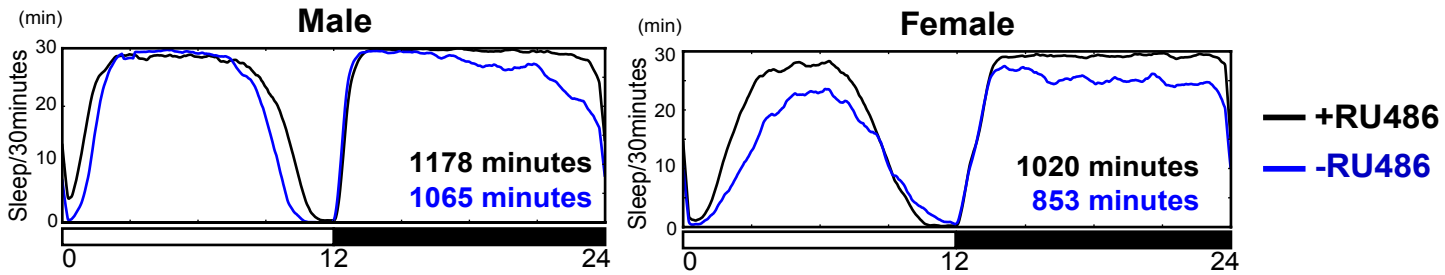 Male
(min)
Sleep/30minutes
30
20
10
0
1178 minutes
1065 minutes
0
12
24
Female
(min)
Sleep/30minutes
30
20
10
0
1020 minutes
853 minutes
0
12
24
+RU486
-RU486